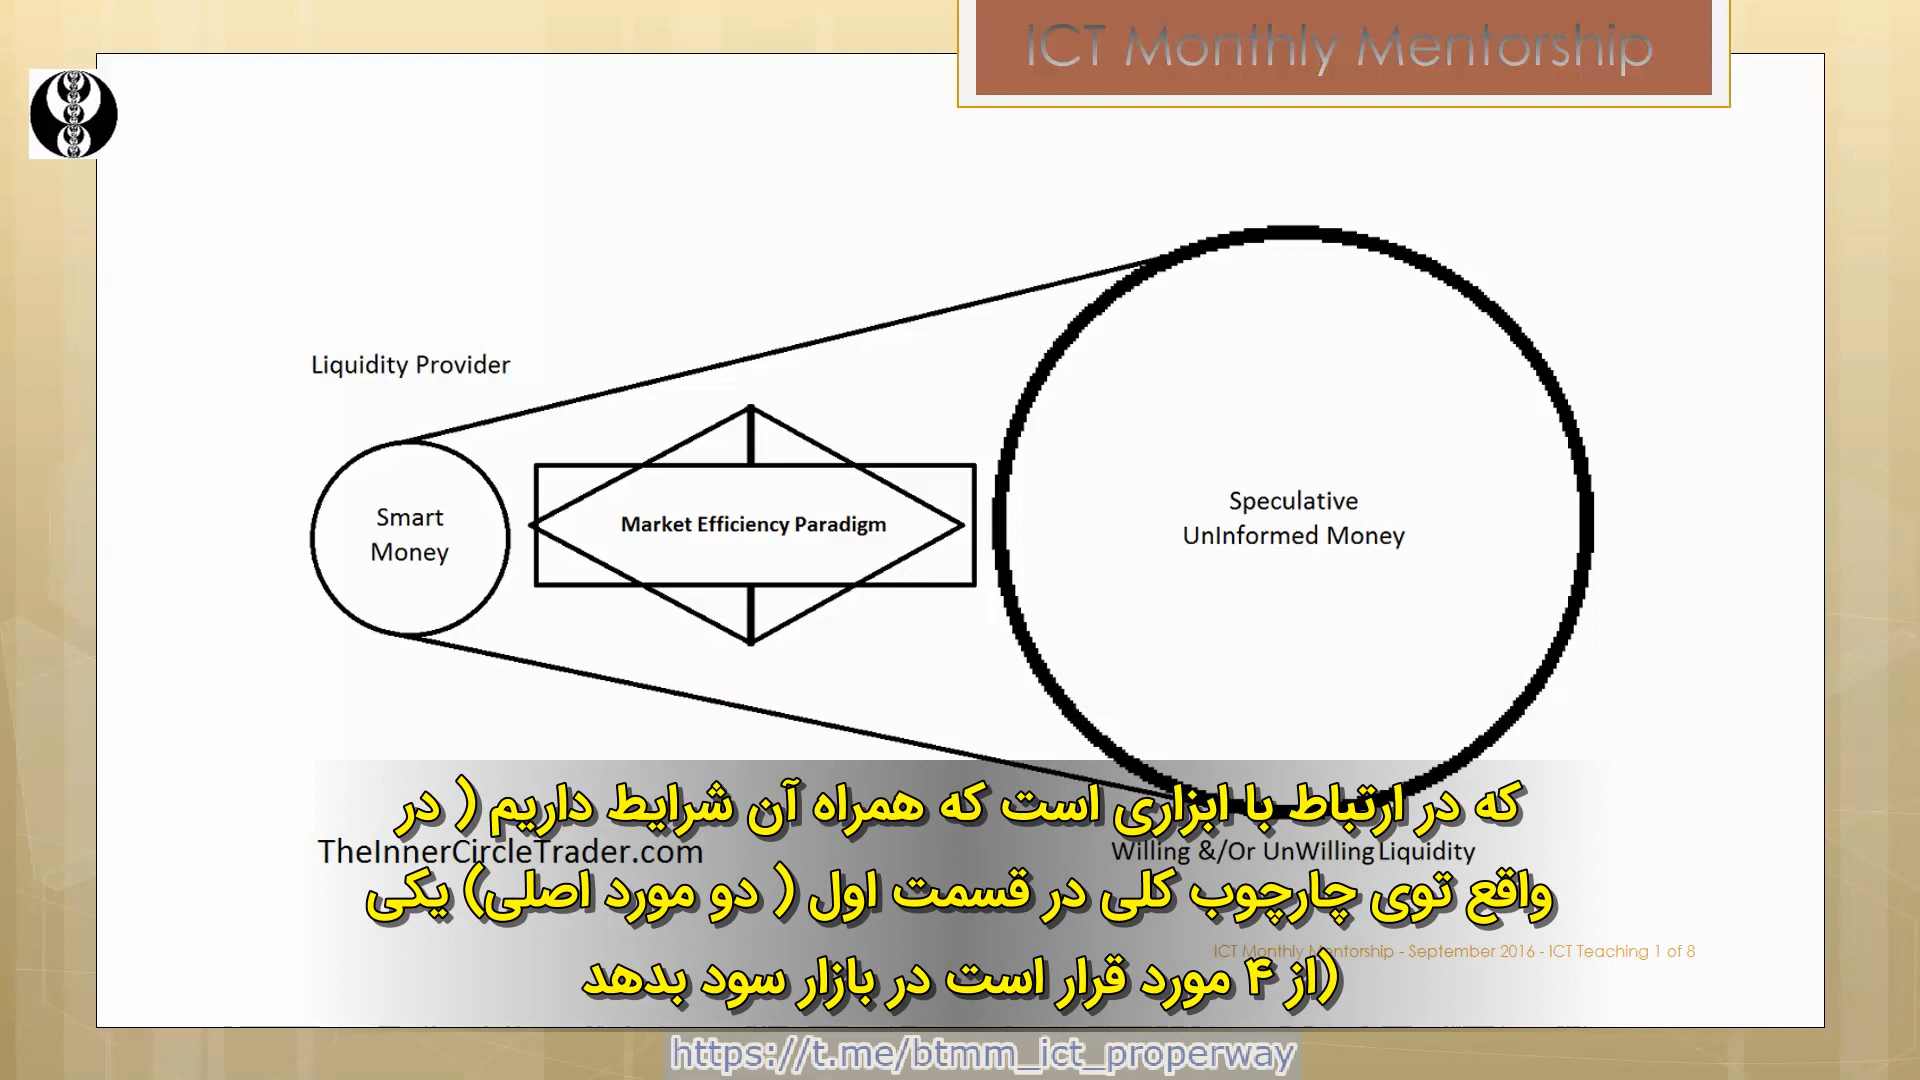 ICT Monthly Mentorship
Liquidity Provider
Smart
Money
Market Efficiency Paradigm
Speculative
UnInformed Money
که در ارتباط با ابزاری است که همراه آن شرایط داریم ( در
TheInnerCircleTrader.com
Willing &/Or UnWilling Liquidity
واقع توی چارچوب کلی در قسمت اول ( دو مورد اصلی) یکی
ICT Monthly Mentorship - September 2016 - ICT Teaching 1 of 8
(از ۴ مورد قرار است در بازار سود بدهد
https://t.me/btmm_ict_properway